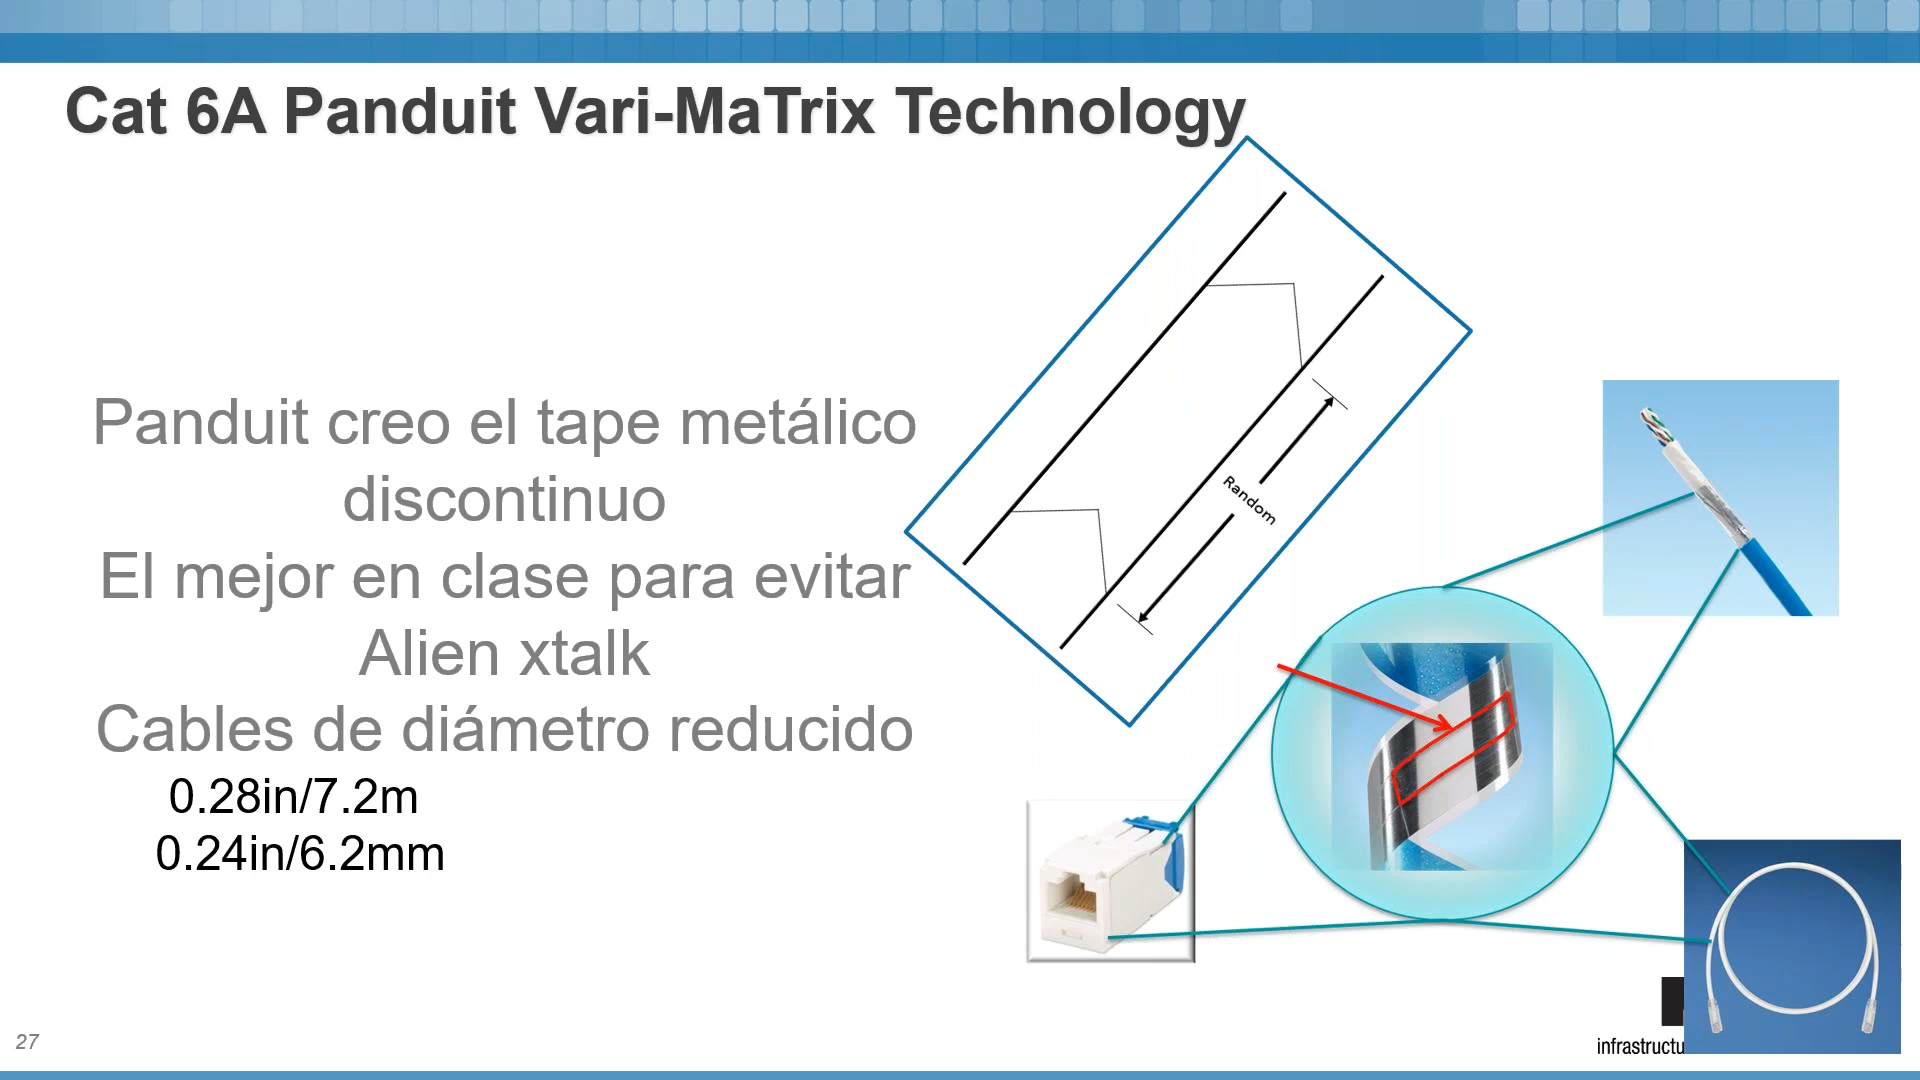 Cat 6A Panduit Vari-MaTrix Technology
Random
Panduit creo el tape metálico
discontinuo
El mejor en clase para evitar
Alien xtalk
Cables de diámetro reducido
0.28in/7.2m
0.24in/6.2mm
27
infrastructu